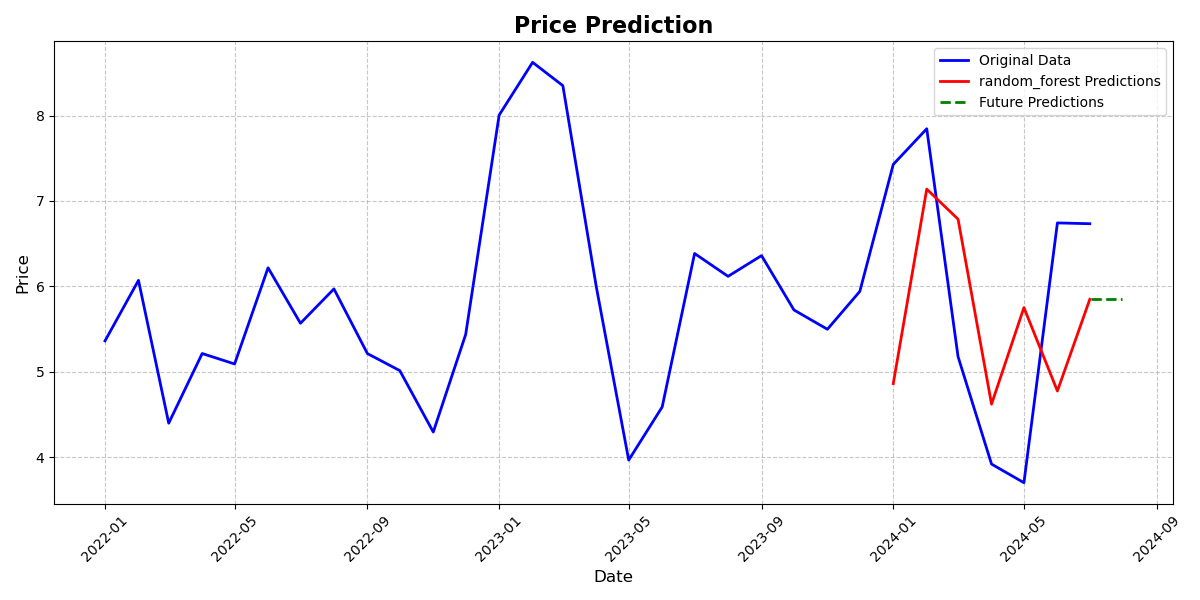 Price Prediction
Original Data
random_forest Predictions
Future Predictions
Price
8
7
6
5
4
2022-01
2022-05
2022-09
2023-01
2023-05
2023-09
2024-01
2024-05
2024-09
Date